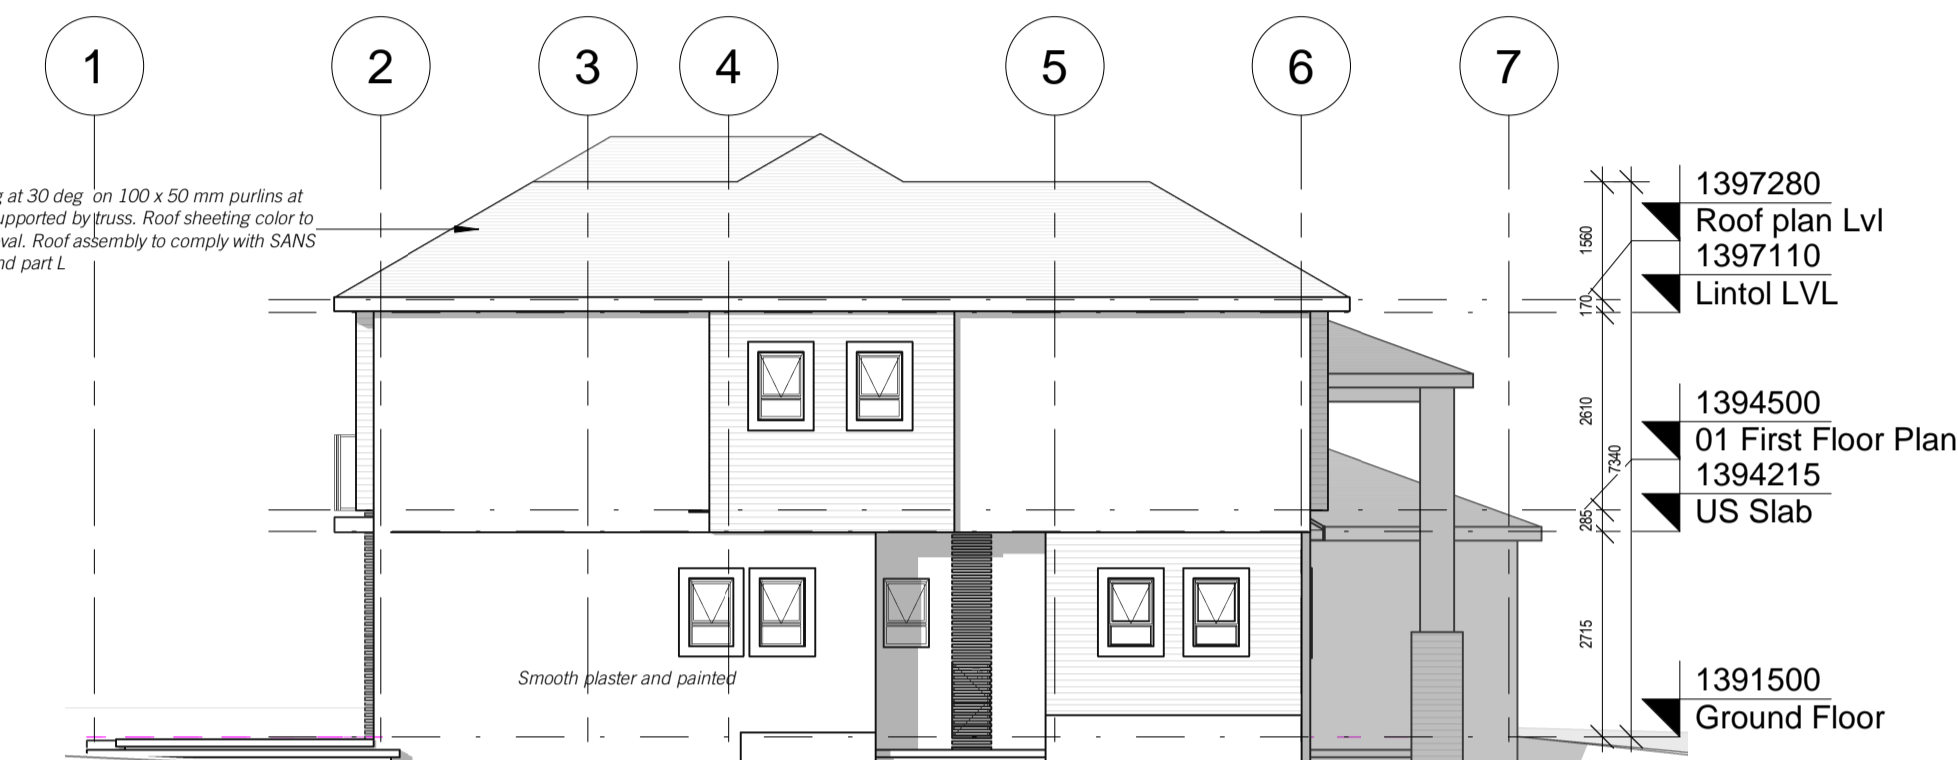 1 2 3 4 5 6 7
g at 30 deg on 100 x 50 mm purlins at
upported by truss. Roof sheeting color to
val. Roof assembly to comply with SANS
nd part L
1397280
Roof plan Lvl
1397110
Lintol LVL
1394500
01 First Floor Plan
1394215
US Slab
1391500
Ground Floor
1560
170
2610
7340
285
2715
Smooth plaster and painted